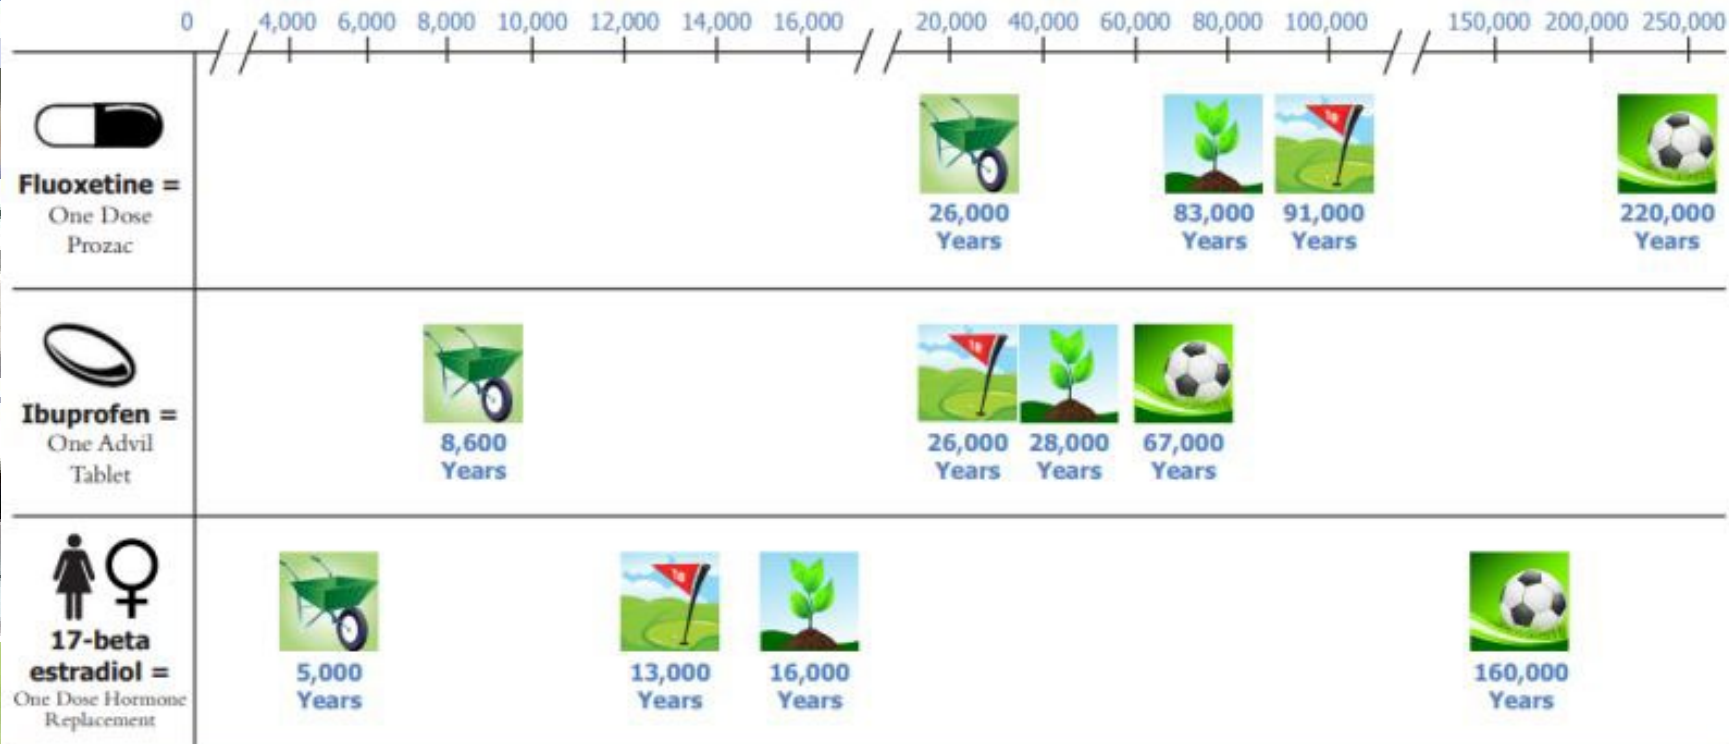 0 4,000 6,000 8,000 10,000 12,000 14,000 16,000 20,000 40,000 60,000 80,000 100,000 150,000 200,000 250,000
Fluoxetine =
One Dose
Prozac
18
26,000
Years
83,000
Years
91,000
Years
220,000
Years
Ibuprofen =
One Advil
Tablet
18
8,600
Years
26,000
Years
28,000
Years
67,000
Years
17-beta
estradiol =
One Dose Hormone
Replacement
18
5,000
Years
13,000
Years
16,000
Years
160,000
Years